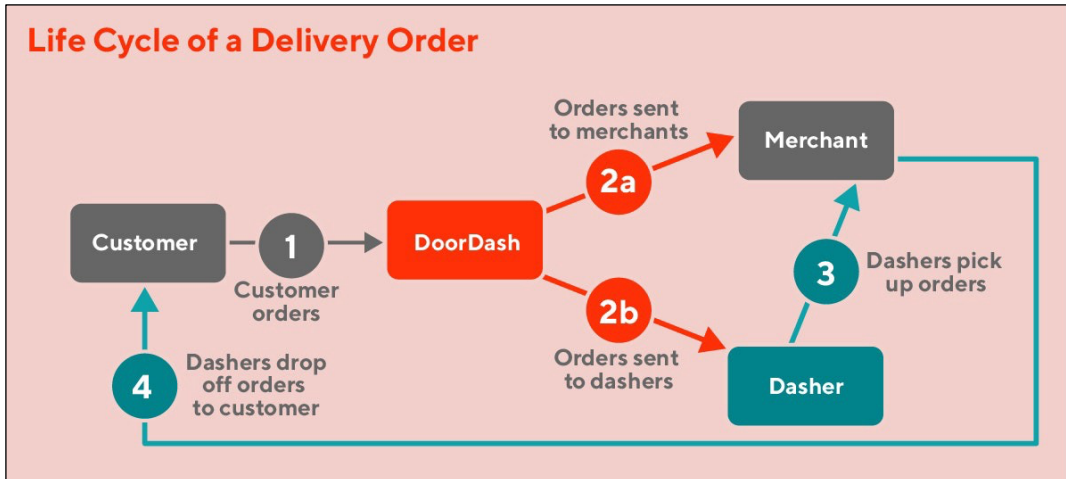 Life Cycle of a Delivery Order
Orders sent
to merchants
Merchant
2a
Customer
1
DoorDash
Customer
orders
3
Dashers pick
up orders
2b
Orders sent
to dashers
Dasher
4
Dashers drop
off orders
to customer